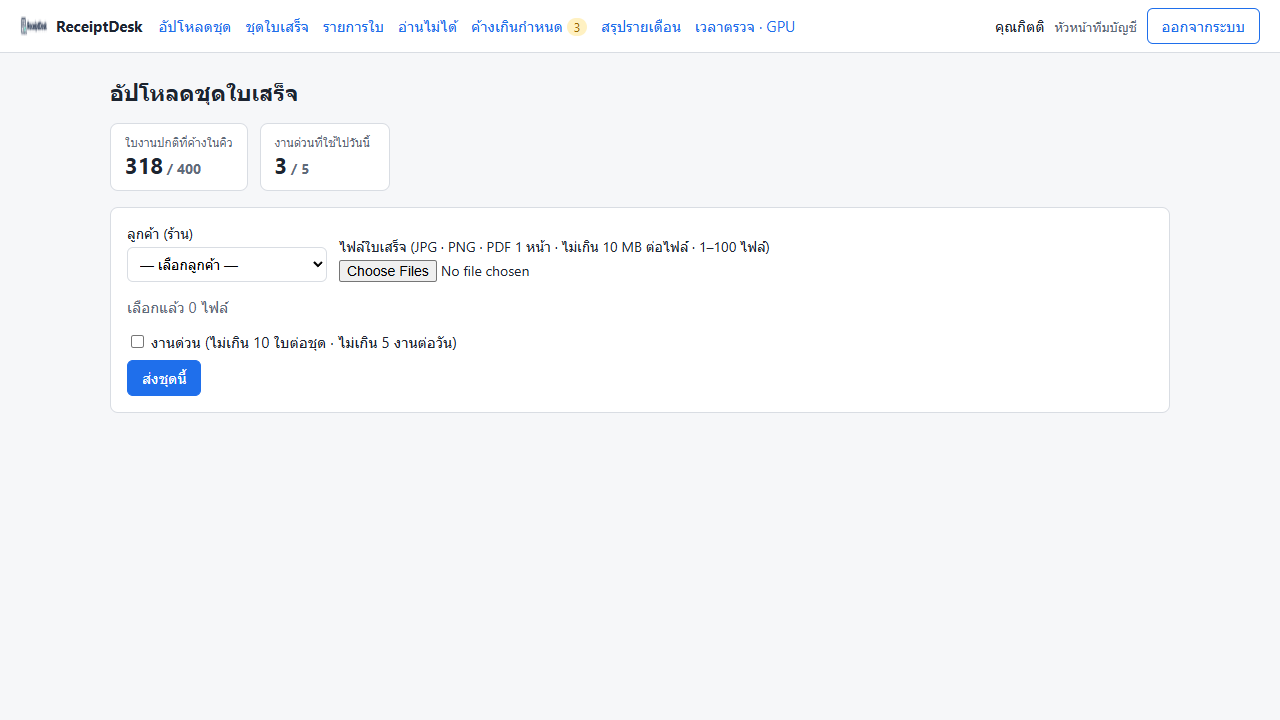 ReceiptDesk
อัปโหลดชุด
ชุดใบเสร็จ
รายการใบ
อ่านไม่ได้
ค้างเกินกำหนด 3
สรุปรายเดือน
เวลาตรวจ · GPU
คุณกิตติ
หัวหน้าทีมบัญชี
ออกจากระบบ
อัปโหลดชุดใบเสร็จ
ใบงานปกติที่ค้างในคิว
318 / 400
งานด่วนที่ใช้ไปวันนี้
3 / 5
ลูกค้า (ร้าน)
— เลือกลูกค้า —
ไฟล์ใบเสร็จ (JPG · PNG · PDF 1 หน้า · ไม่เกิน 10 MB ต่อไฟล์ · 1–100 ไฟล์)
Choose Files No file chosen
เลือกแล้ว 0 ไฟล์
งานด่วน (ไม่เกิน 10 ใบต่อชุด · ไม่เกิน 5 งานต่อวัน)
ส่งชุดนี้